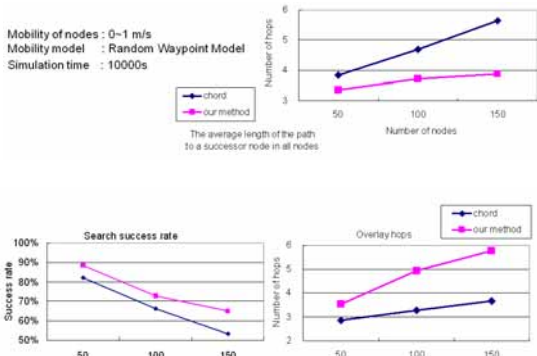 Mobility of nodes : 0~1 m/s
Mobility model : Random Waypoint Model
Simulation time : 10000s
Number of hops
6
5
4
3
50 100 150
Number of nodes
chord
our method
The average length of the path
to a successor node in all nodes
Search success rate
Success rate
100%
90%
80%
70%
60%
50%
50 100 150
chord
our method
Overlay hops
Number of hops
6
5
4
3
2
50 100 150